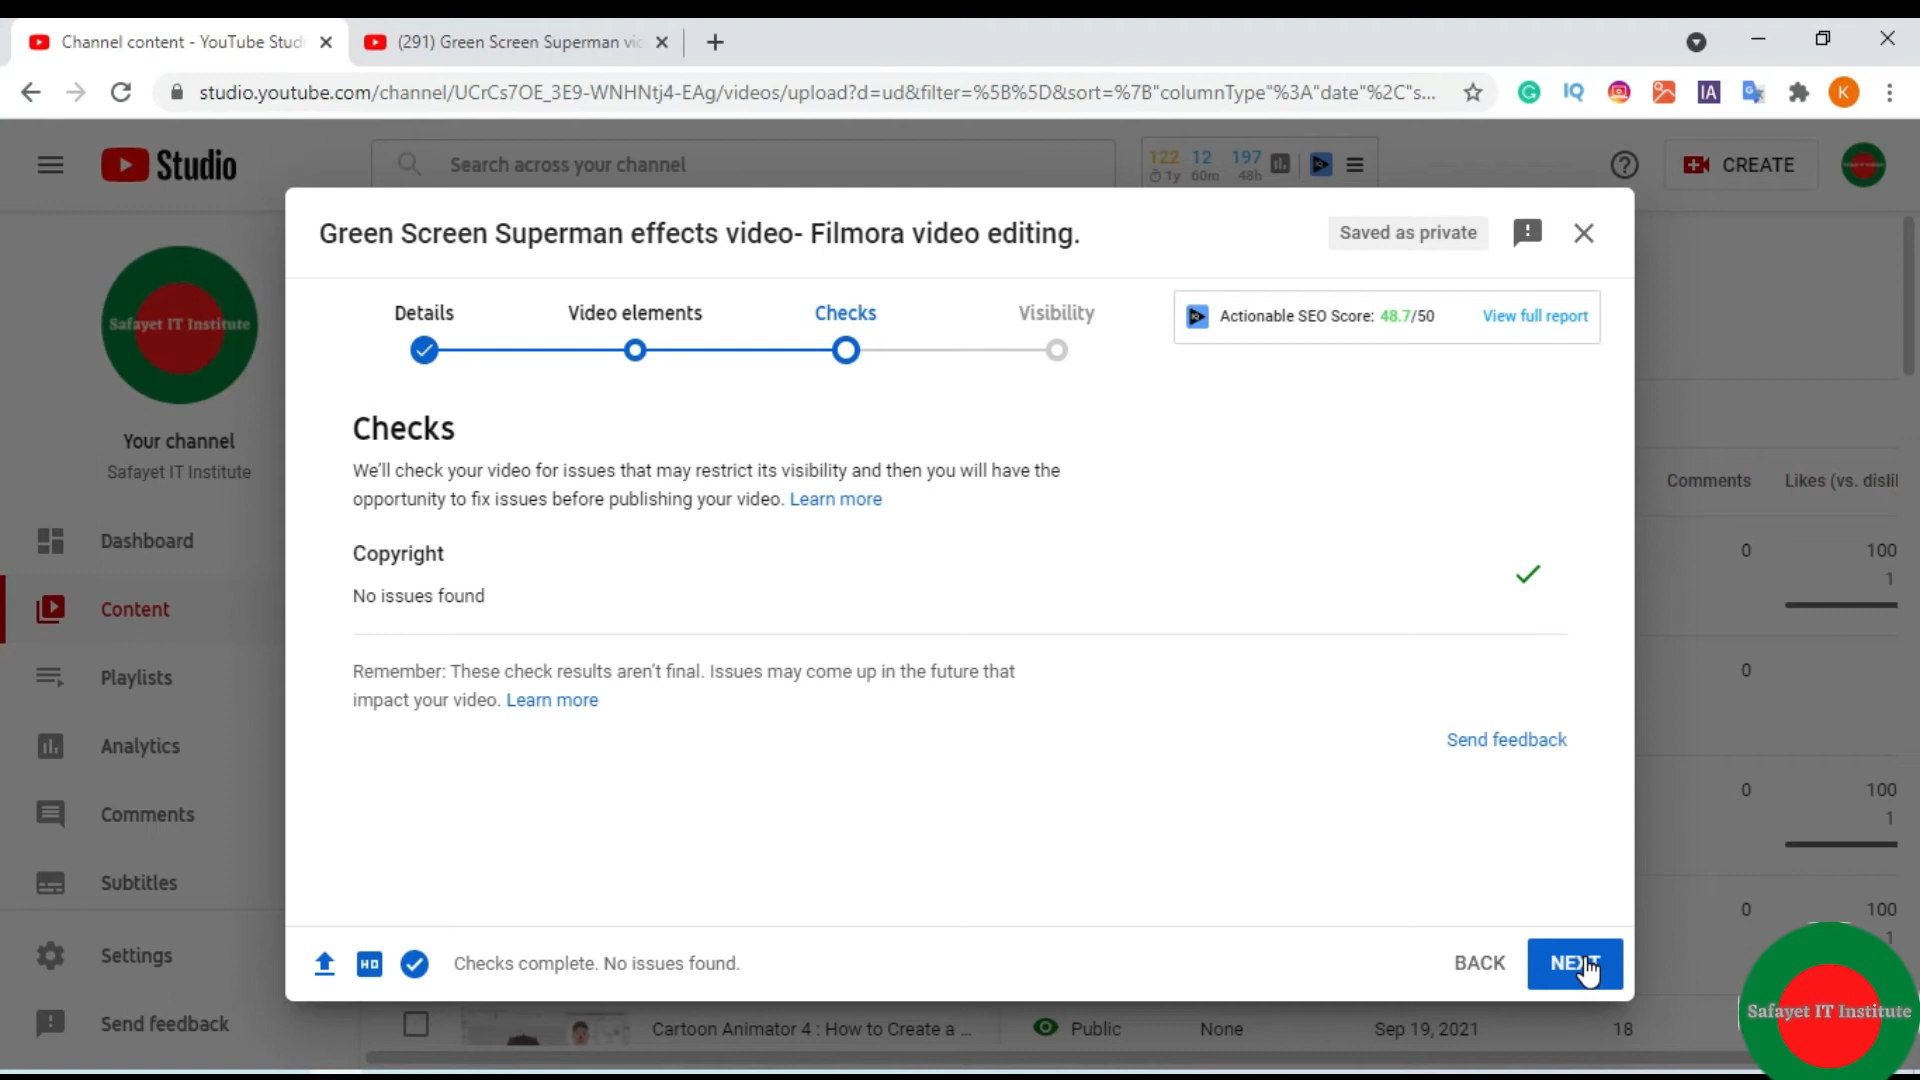 Channel content - YouTube Stud
(291) Green Screen Superman vid
studio.youtube.com/channel/UCrCs7OE_3E9-WNHNtj4-EAg/videos/upload?d=ud&filter=%5B%5D&sort=%7B"columnType"%3A"date"%2C"s...
IQ
IA
K
Studio
Search across your channel
122 12 197
1y 60m 48h
CREATE
Green Screen Superman effects video- Filmora video editing.
Saved as private
Details
Video elements
Checks
Visibility
Actionable SEO Score: 48.7/50
View full report
Safayet IT Institute
Your channel
Safayet IT Institute
Dashboard
Content
Playlists
Analytics
Comments
Subtitles
Settings
Send feedback
Checks
We'll check your video for issues that may restrict its visibility and then you will have the
opportunity to fix issues before publishing your video. Learn more
Copyright
No issues found
Remember: These check results aren't final. Issues may come up in the future that
impact your video. Learn more
Send feedback
HD
Checks complete. No issues found.
BACK
NEXT
Comments
Likes (vs. disli
0
100
1
0
0
100
1
0
100
1
Cartoon Animator 4 : How to Create a ...
Public
None
Sep 19, 2021
18
Safayet IT Institute